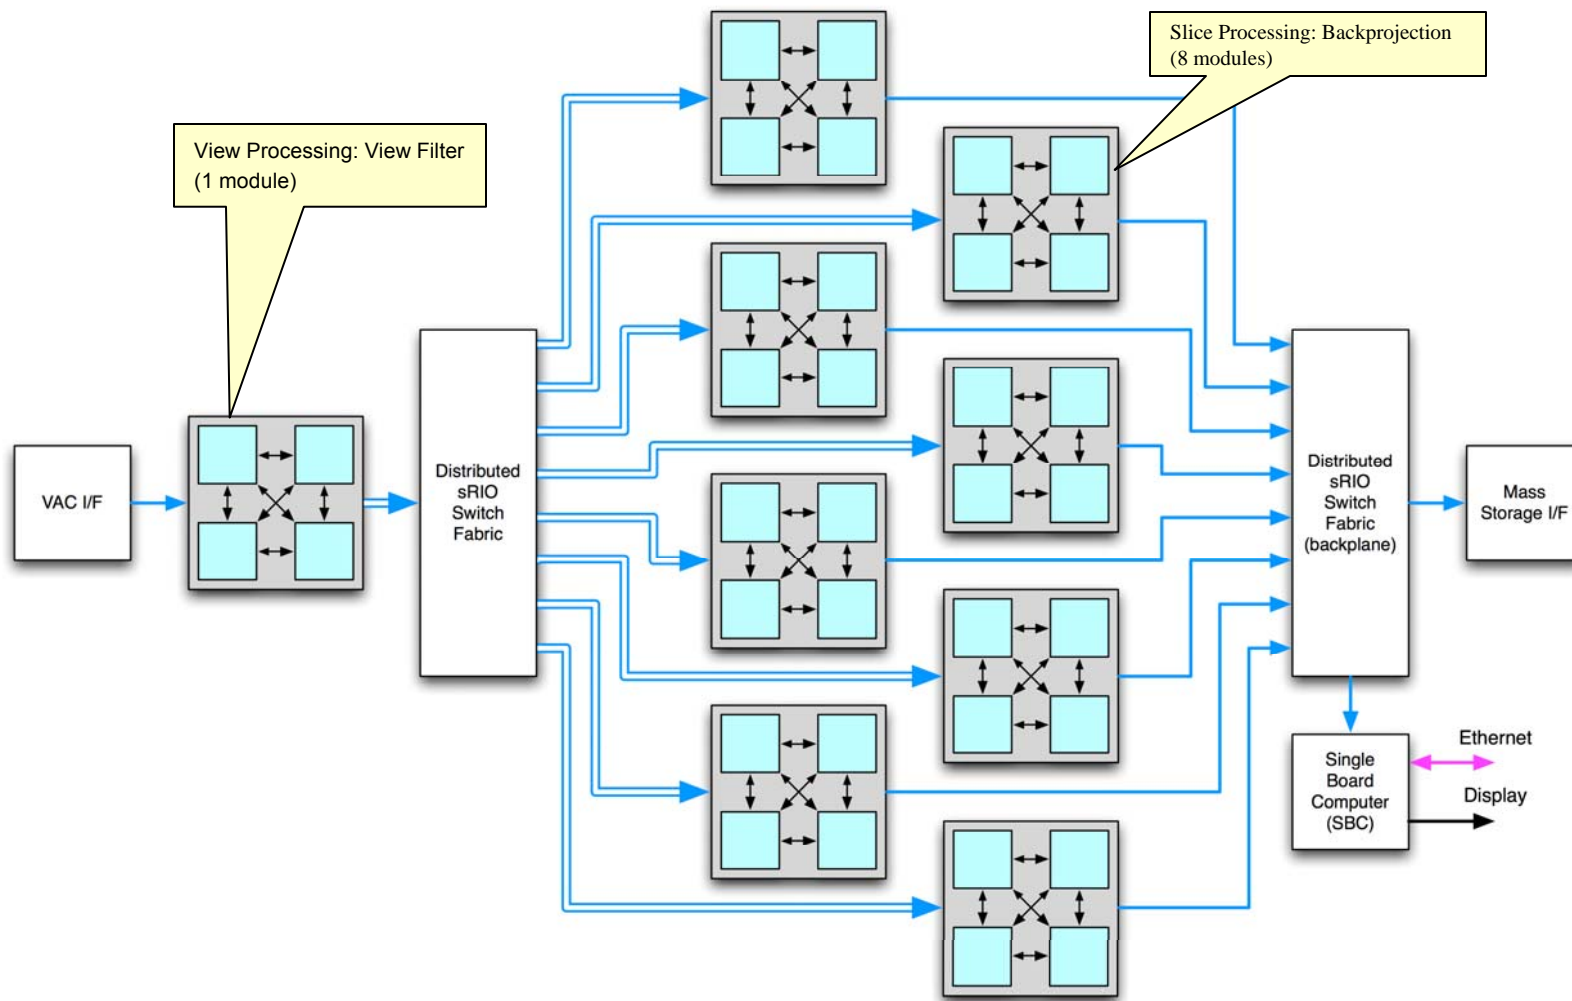 Slice Processing: Backprojection
(8 modules)
View Processing: View Filter
(1 module)
VAC I/F
Distributed
sRIO
Switch
Fabric
Distributed
sRIO
Switch
Fabric
(backplane)
Mass
Storage I/F
Single
Board
Computer
(SBC)
Ethernet
Display